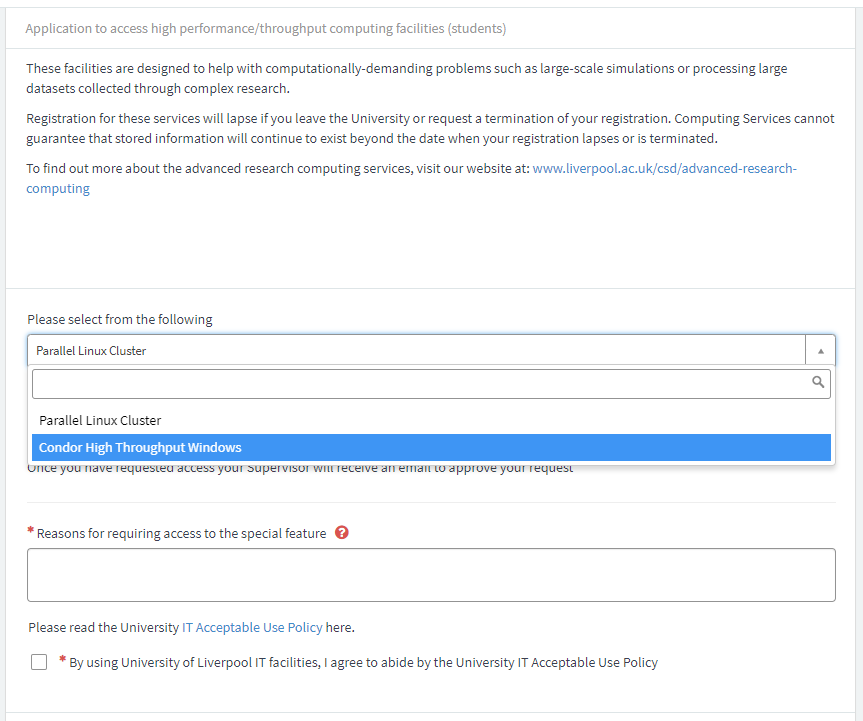 Application to access high performance/throughput computing facilities (students)
These facilities are designed to help with computationally-demanding problems such as large-scale simulations or processing large
datasets collected through complex research.
Registration for these services will lapse if you leave the University or request a termination of your registration. Computing Services cannot
guarantee that stored information will continue to exist beyond the date when your registration lapses or is terminated.
To find out more about the advanced research computing services, visit our website at: www.liverpool.ac.uk/csd/advanced-research-
computing
Please select from the following
Parallel Linux Cluster
Parallel Linux Cluster
Condor High Throughput Windows
Once you have requested access your Supervisor will receive an email to approve your request
* Reasons for requiring access to the special feature ?
Please read the University IT Acceptable Use Policy here.
* By using University of Liverpool IT facilities, I agree to abide by the University IT Acceptable Use Policy